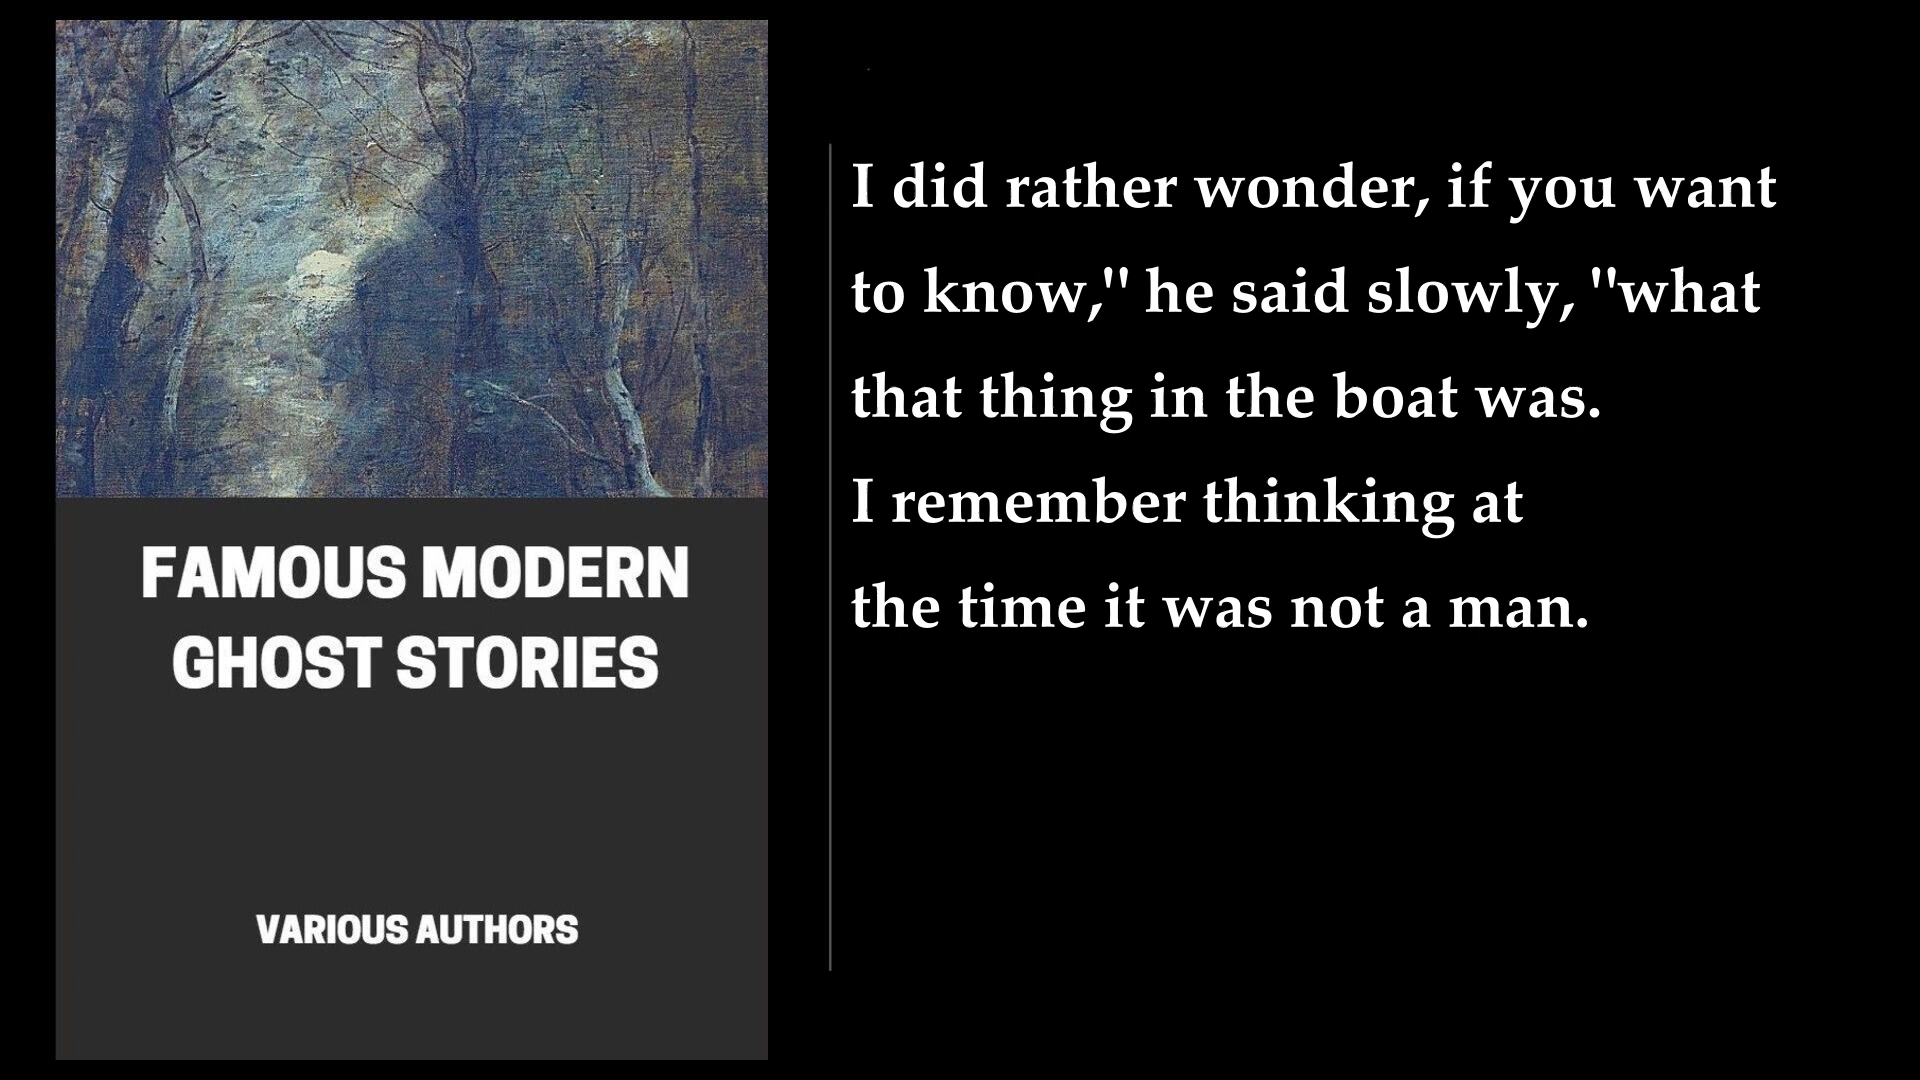 FAMOUS MODERN
GHOST STORIES
VARIOUS AUTHORS
I did rather wonder, if you want
to know," he said slowly, "what
that thing in the boat was.
I remember thinking at
the time it was not a man.